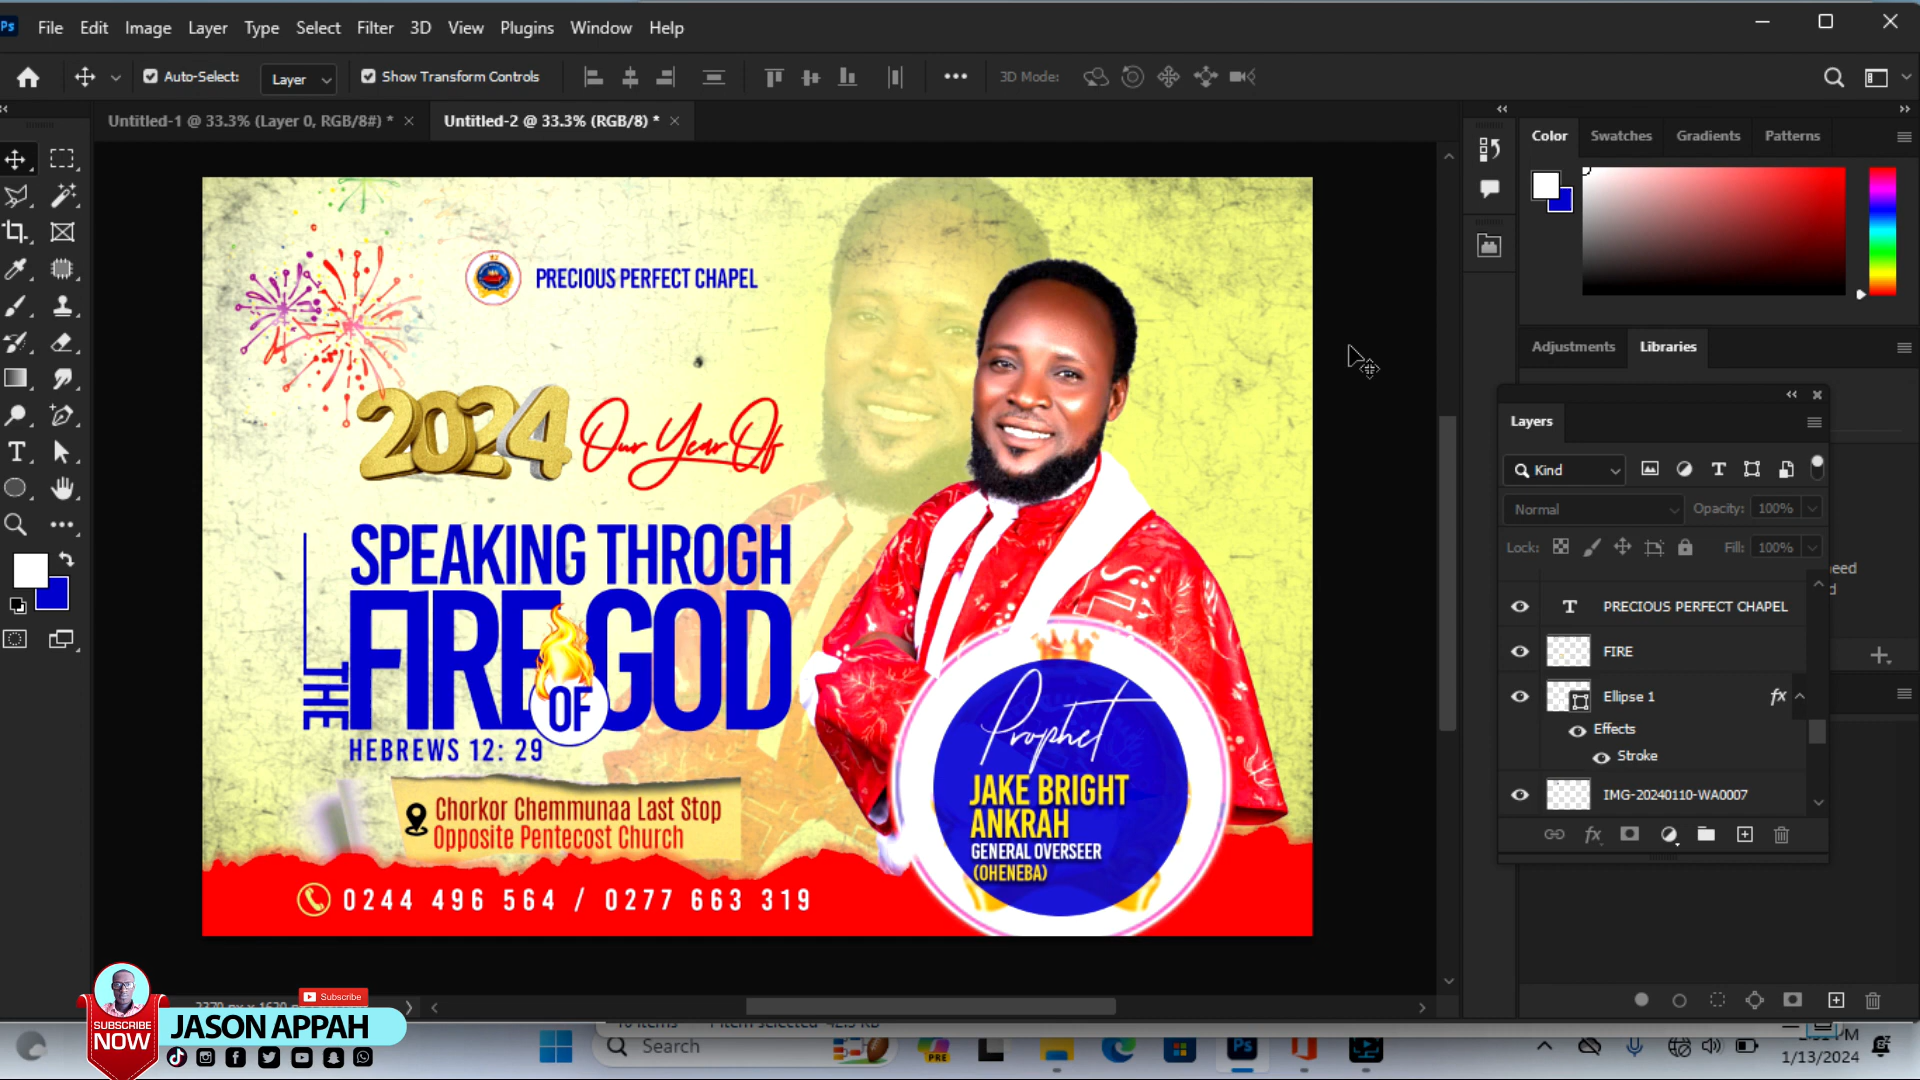 Ps File Edit Image Layer Type Select Filter 3D View Plugins Window Help
Auto-Select: Layer Show Transform Controls 3D Mode:
Untitled-1 @ 33.3% (Layer 0, RGB/8#) * Untitled-2 @ 33.3% (RGB/8) *
Color Swatches Gradients Patterns
Adjustments Libraries
Layers
Kind
Normal Opacity: 100%
Lock: Fill: 100%
PRECIOUS PERFECT CHAPEL
FIRE
Ellipse 1 fx
Effects
Stroke
IMG-20240110-WA0007
PRECIOUS PERFECT CHAPEL
2024 Our Year Of
SPEAKING THROGH
THE FIRE OF GOD
HEBREWS 12: 29
Chorkor Chemmunaa Last Stop
Opposite Pentecost Church
0244 496 564 / 0277 663 319
Prophet
JAKE BRIGHT
ANKRAH
GENERAL OVERSEER
(OHENEBA)
Subscribe
SUBSCRIBE
NOW
JASON APPAH
Search
PRE
Ps
1/13/2024